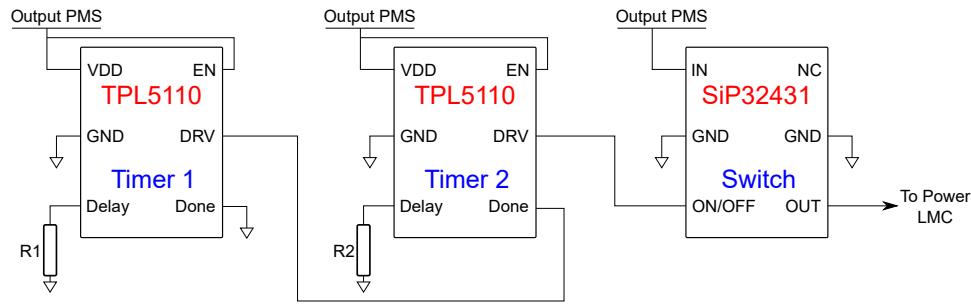 Output PMS
Output PMS
Output PMS
VDD EN
TPL5110
GND DRV
Timer 1
Delay Done
R1
VDD EN
TPL5110
GND DRV
Timer 2
Delay Done
R2
IN NC
SiP32431
GND GND
Switch
ON/OFF OUT
To Power
LMC